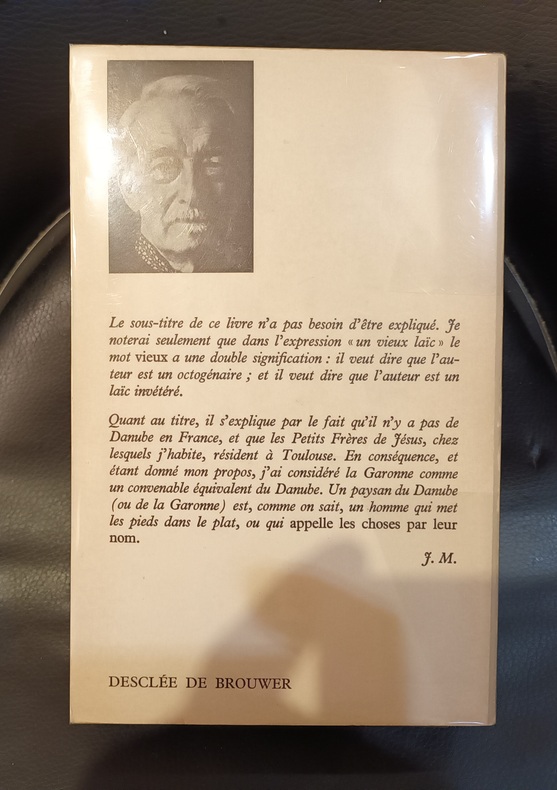 Le sous-titre de ce livre n'a pas besoin d'être expliqué. Je
noterai seulement que dans l'expression « un vieux laïc » le
mot vieux a une double signification : il veut dire que l'au-
teur est un octogénaire ; et il veut dire que l'auteur est un
laïc invétéré.
Quant au titre, il s'explique par le fait qu'il n'y a pas de
Danube en France, et que les Petits Frères de Jésus, chez
lesquels j'habite, résident à Toulouse. En conséquence, et
étant donné mon propos, j'ai considéré la Garonne comme
un convenable équivalent du Danube. Un paysan du Danube
(ou de la Garonne) est, comme on sait, un homme qui met
les pieds dans le plat, ou qui appelle les choses par leur
nom.
J. M.
DESCLÉE DE BROUWER